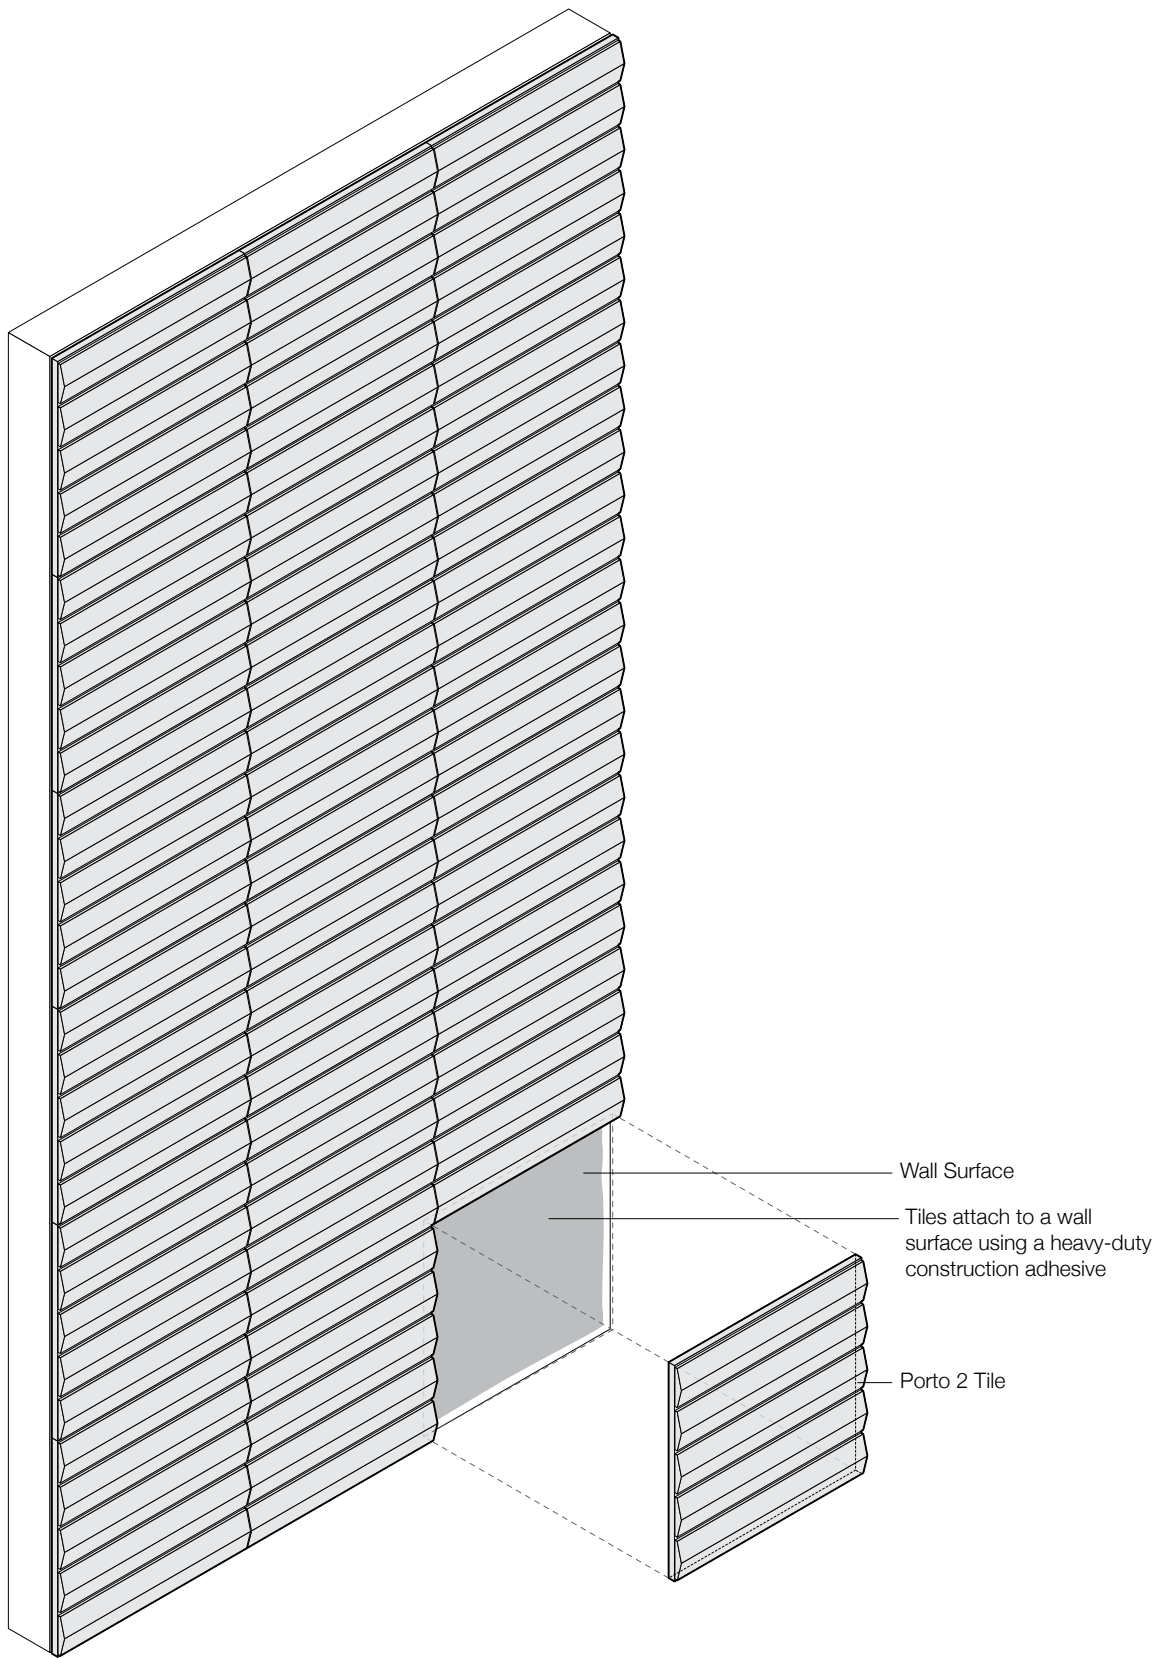 Wall Surface
Tiles attach to a wall
surface using a heavy-duty
construction adhesive
Porto 2 Tile